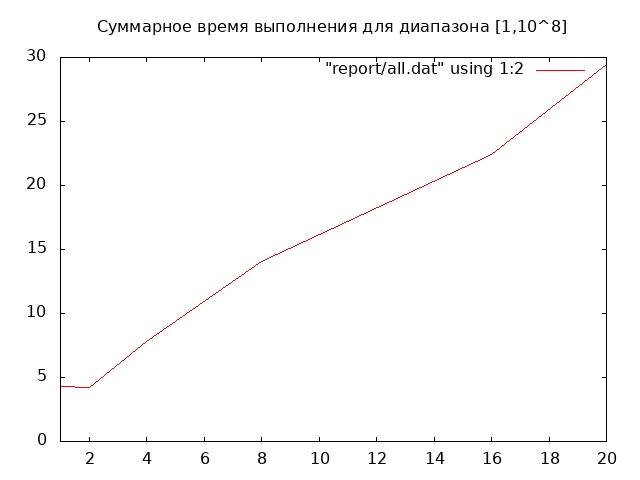 Суммарное время выполнения для диапазона [1,10^8]
"report/all.dat" using 1:2
30
25
20
15
10
5
0
2 4 6 8 10 12 14 16 18 20